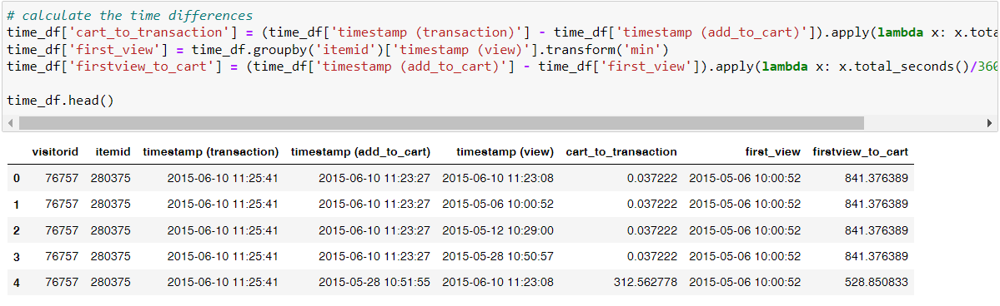 # calculate the time differences
time_df['cart_to_transaction'] = (time_df['timestamp (transaction)'] - time_df['timestamp (add_to_cart)']).apply(lambda x: x.tota
time_df['first_view'] = time_df.groupby('itemid')['timestamp (view)'].transform('min')
time_df['firstview_to_cart'] = (time_df['timestamp (add_to_cart)'] - time_df['first_view']).apply(lambda x: x.total_seconds()/360
time_df.head()
visitorid itemid timestamp (transaction) timestamp (add_to_cart) timestamp (view) cart_to_transaction first_view firstview_to_cart
0 76757 280375 2015-06-10 11:25:41 2015-06-10 11:23:27 2015-06-10 11:23:08 0.037222 2015-05-06 10:00:52 841.376389
1 76757 280375 2015-06-10 11:25:41 2015-06-10 11:23:27 2015-05-06 10:00:52 0.037222 2015-05-06 10:00:52 841.376389
2 76757 280375 2015-06-10 11:25:41 2015-06-10 11:23:27 2015-05-12 10:29:00 0.037222 2015-05-06 10:00:52 841.376389
3 76757 280375 2015-06-10 11:25:41 2015-06-10 11:23:27 2015-05-28 10:50:57 0.037222 2015-05-06 10:00:52 841.376389
4 76757 280375 2015-06-10 11:25:41 2015-05-28 10:51:55 2015-06-10 11:23:08 312.562778 2015-05-06 10:00:52 528.850833